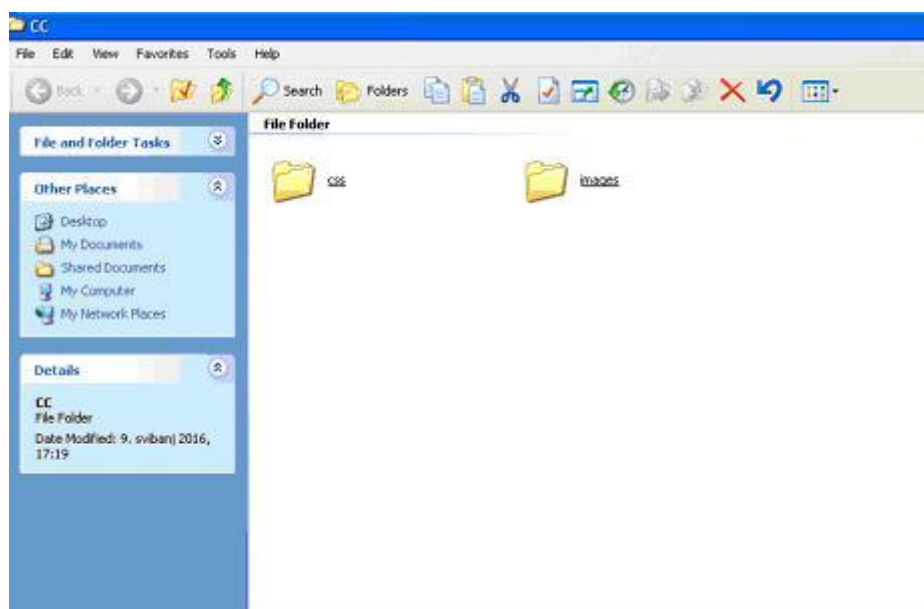 CC
File Edit View Favorites Tools Help
Back Search Folders
File and Folder Tasks
Other Places
Desktop
My Documents
Shared Documents
My Computer
My Network Places
Details
CC
File Folder
Date Modified: 9. svibanj 2016,
17:19
File Folder
css images